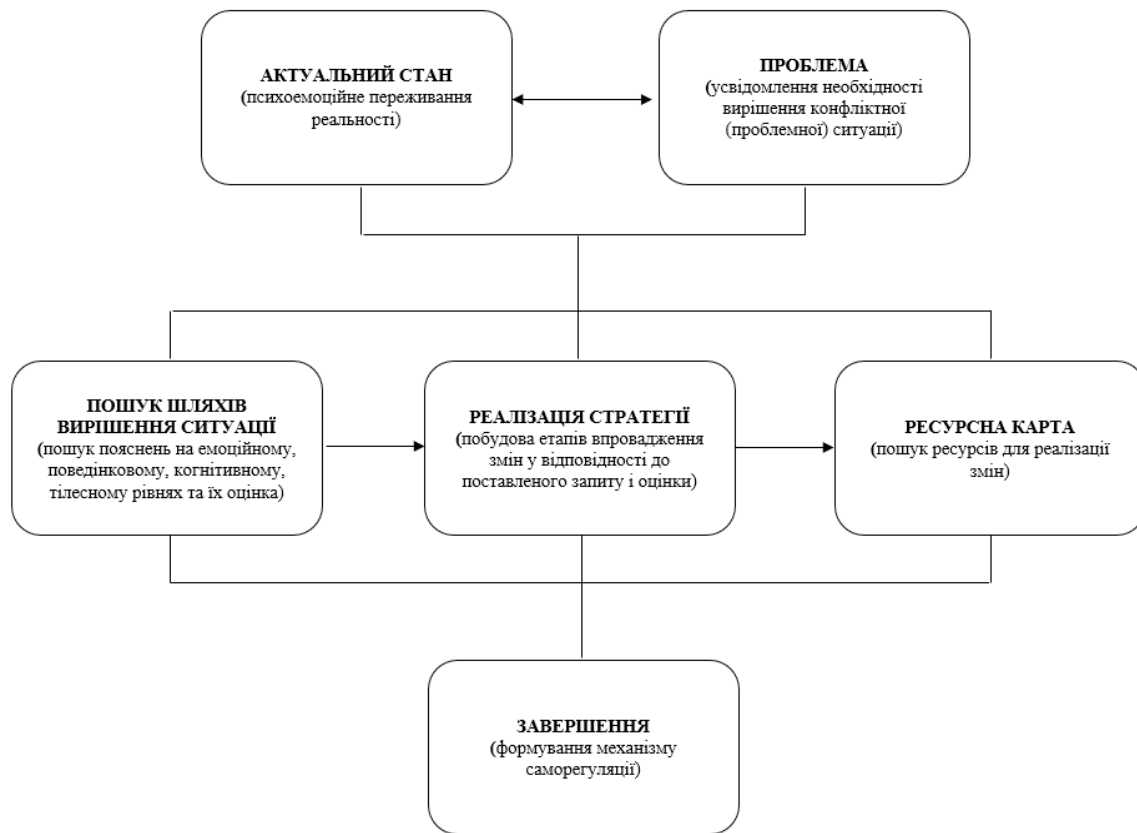 АКТУАЛЬНИЙ СТАН
(психоемоційне переживання
реальності)
ПРОБЛЕМА
(усвідомлення необхідності
вирішення конфліктної
(проблемної) ситуації)
ПОШУК ШЛЯХІВ
ВИРІШЕННЯ СИТУАЦІЇ
(пошук пояснень на емоційному,
поведінковому, когнітивному,
тілесному рівнях та їх оцінка)
РЕАЛІЗАЦІЯ СТРАТЕГІЇ
(побудова етапів впровадження
змін у відповідності до
поставленого запиту і оцінки)
РЕСУРСНА КАРТА
(пошук ресурсів для реалізації
змін)
ЗАВЕРШЕННЯ
(формування механізму
саморегуляції)